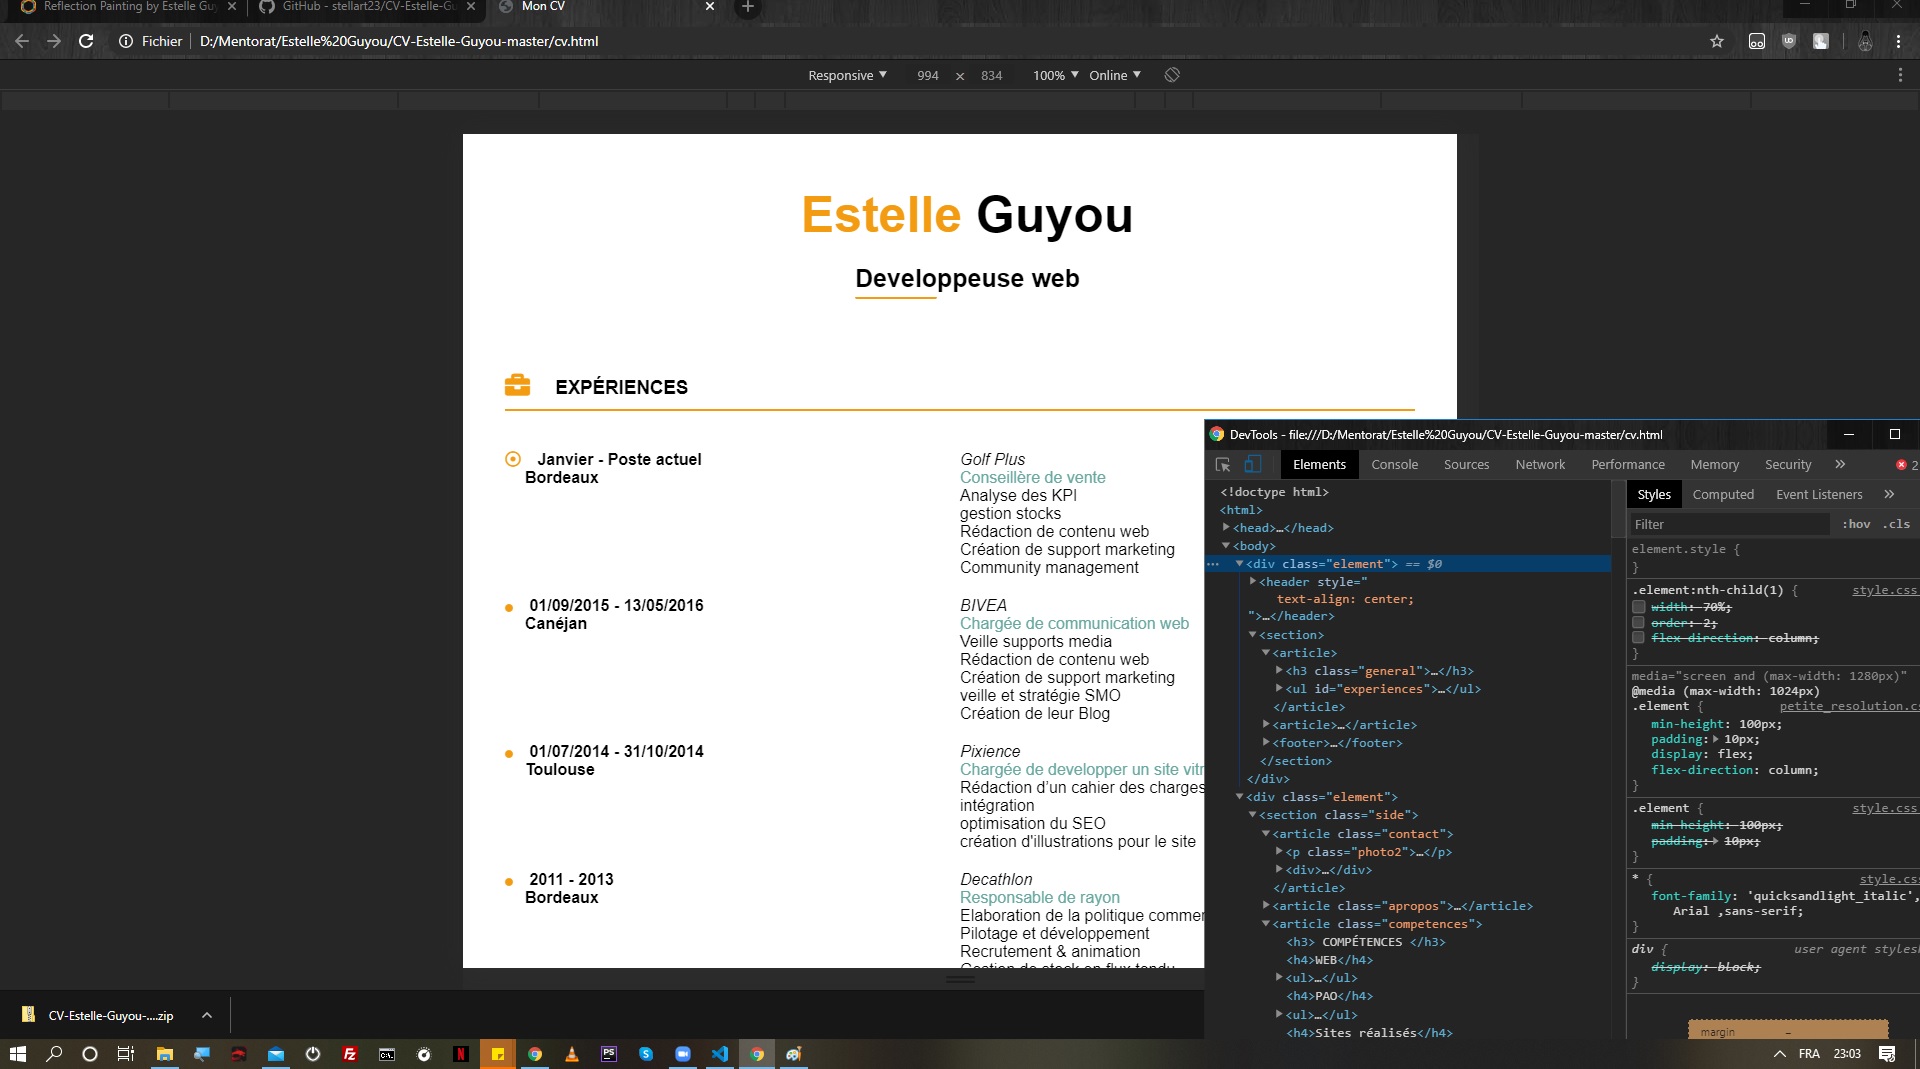 Reflection Painting by Estelle Gu
GitHub - stellart23/CV-Estelle-Gu
Mon CV
Fichier
D:/Mentorat/Estelle%20Guyou/CV-Estelle-Guyou-master/cv.html
Responsive ▼ 994 × 834 100% ▼ Online ▼
Estelle Guyou
Developpeuse web
EXPÉRIENCES
Janvier - Poste actuel
Bordeaux
Golf Plus
Conseillère de vente
Analyse des KPI
gestion stocks
Rédaction de contenu web
Création de support marketing
Community management
01/09/2015 - 13/05/2016
Canéjan
BIVEA
Chargée de communication web
Veille supports media
Rédaction de contenu web
Création de support marketing
veille et stratégie SMO
Création de leur Blog
01/07/2014 - 31/10/2014
Toulouse
Pixience
Chargée de developper un site vitr
Rédaction d'un cahier des charges
intégration
optimisation du SEO
création d'illustrations pour le site
2011 - 2013
Bordeaux
Decathlon
Responsable de rayon
Elaboration de la politique commer
Pilotage et développement
Recrutement & animation
Gestion de stock en flux tendu
DevTools - file:///D:/Mentorat/Estelle%20Guyou/CV-Estelle-Guyou-master/cv.html
Elements Console Sources Network Performance Memory Security » 2
<!doctype html>
<html>
<head>…</head>
<body>
<div class="element"> == $0
<header style="
text-align: center;
">…</header>
<section>
<article>
<h3 class="general">…</h3>
<ul id="experiences">…</ul>
</article>
<article>…</article>
<footer>…</footer>
</section>
</div>
<div class="element">
<section class="side">
<article class="contact">
<p class="photo2">…</p>
<div>…</div>
</article>
<article class="apropos">…</article>
<article class="competences">
<h3> COMPÉTENCES </h3>
<h4>WEB</h4>
<ul>…</ul>
<h4>PAO</h4>
<ul>…</ul>
<h4>Sites réalisés</h4>
Styles Computed Event Listeners »
Filter :hov .cls
element.style {
}
.element:nth-child(1) { style.css
width: 70%;
order: 2;
flex-direction: column;
}
media="screen and (max-width: 1280px)"
@media (max-width: 1024px)
.element { petite_resolution.cs
min-height: 100px;
padding: 10px;
display: flex;
flex-direction: column;
}
.element { style.css
min-height: 100px;
padding: 10px;
}
* { style.css
font-family: 'quicksandlight_italic',
Arial ,sans-serif;
}
div { user agent stylesh
display: block;
}
margin –
CV-Estelle-Guyou-....zip
FRA 23:03